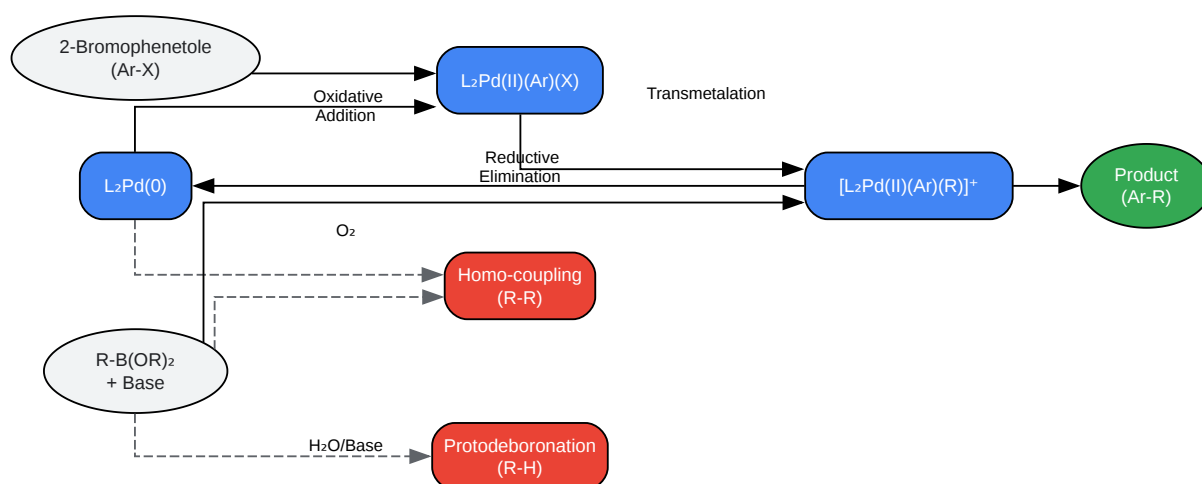 2-Bromophenetole
(Ar-X)
L₂Pd(II)(Ar)(X)
Transmetalation
Oxidative
Addition
Reductive
Elimination
L₂Pd(0)
[L₂Pd(II)(Ar)(R)]⁺
Product
(Ar-R)
O₂
Homo-coupling
(R-R)
R-B(OR)₂
+ Base
H₂O/Base
Protodeboronation
(R-H)